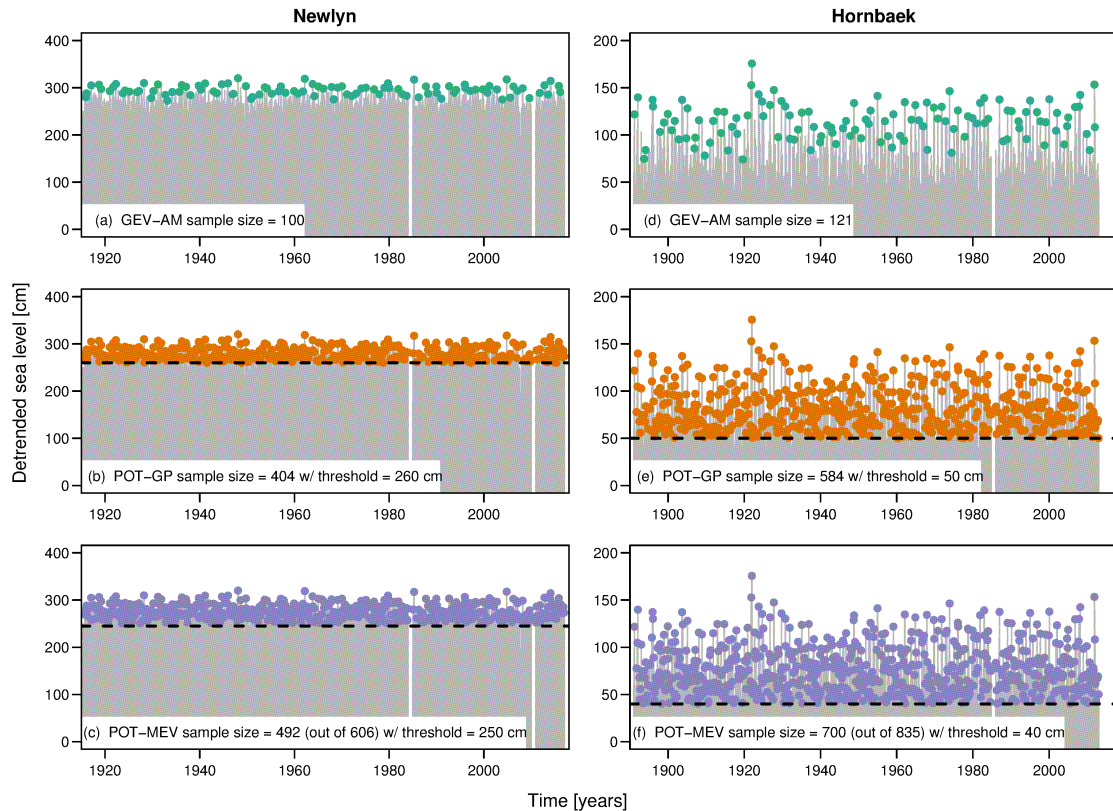 Newlyn
Hornbaek
Detrended sea level [cm]
400
300
200
100
0
(a) GEV−AM sample size = 100
1920 1940 1960 1980 2000
200
150
100
50
0
(d) GEV−AM sample size = 121
1900 1920 1940 1960 1980 2000
400
300
200
100
0
(b) POT−GP sample size = 404 w/ threshold = 260 cm
1920 1940 1960 1980 2000
200
150
100
50
0
(e) POT−GP sample size = 584 w/ threshold = 50 cm
1900 1920 1940 1960 1980 2000
400
300
200
100
0
(c) POT−MEV sample size = 492 (out of 606) w/ threshold = 250 cm
1920 1940 1960 1980 2000
200
150
100
50
0
(f) POT−MEV sample size = 700 (out of 835) w/ threshold = 40 cm
1900 1920 1940 1960 1980 2000
Time [years]